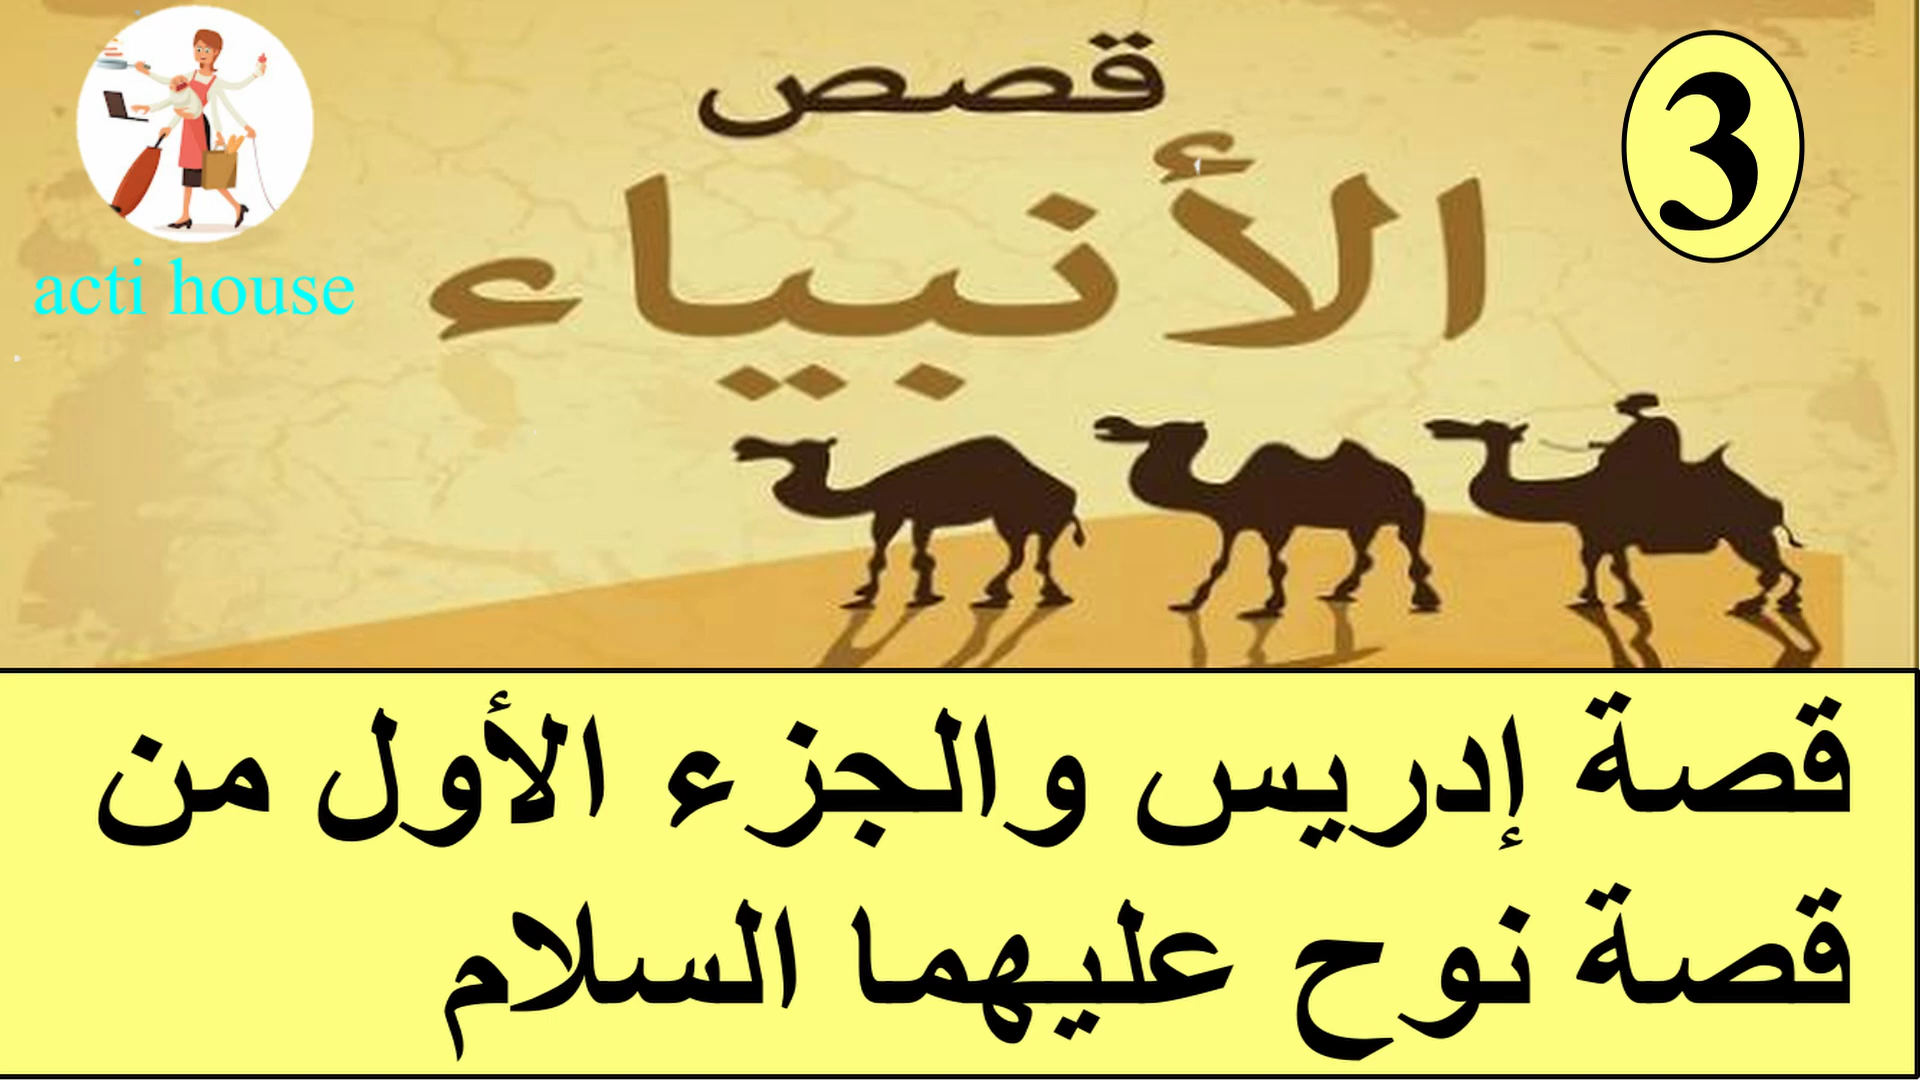 قصص
الأنبياء
3
acti house
قصة إدريس والجزء الأول من
قصة نوح عليهما السلام